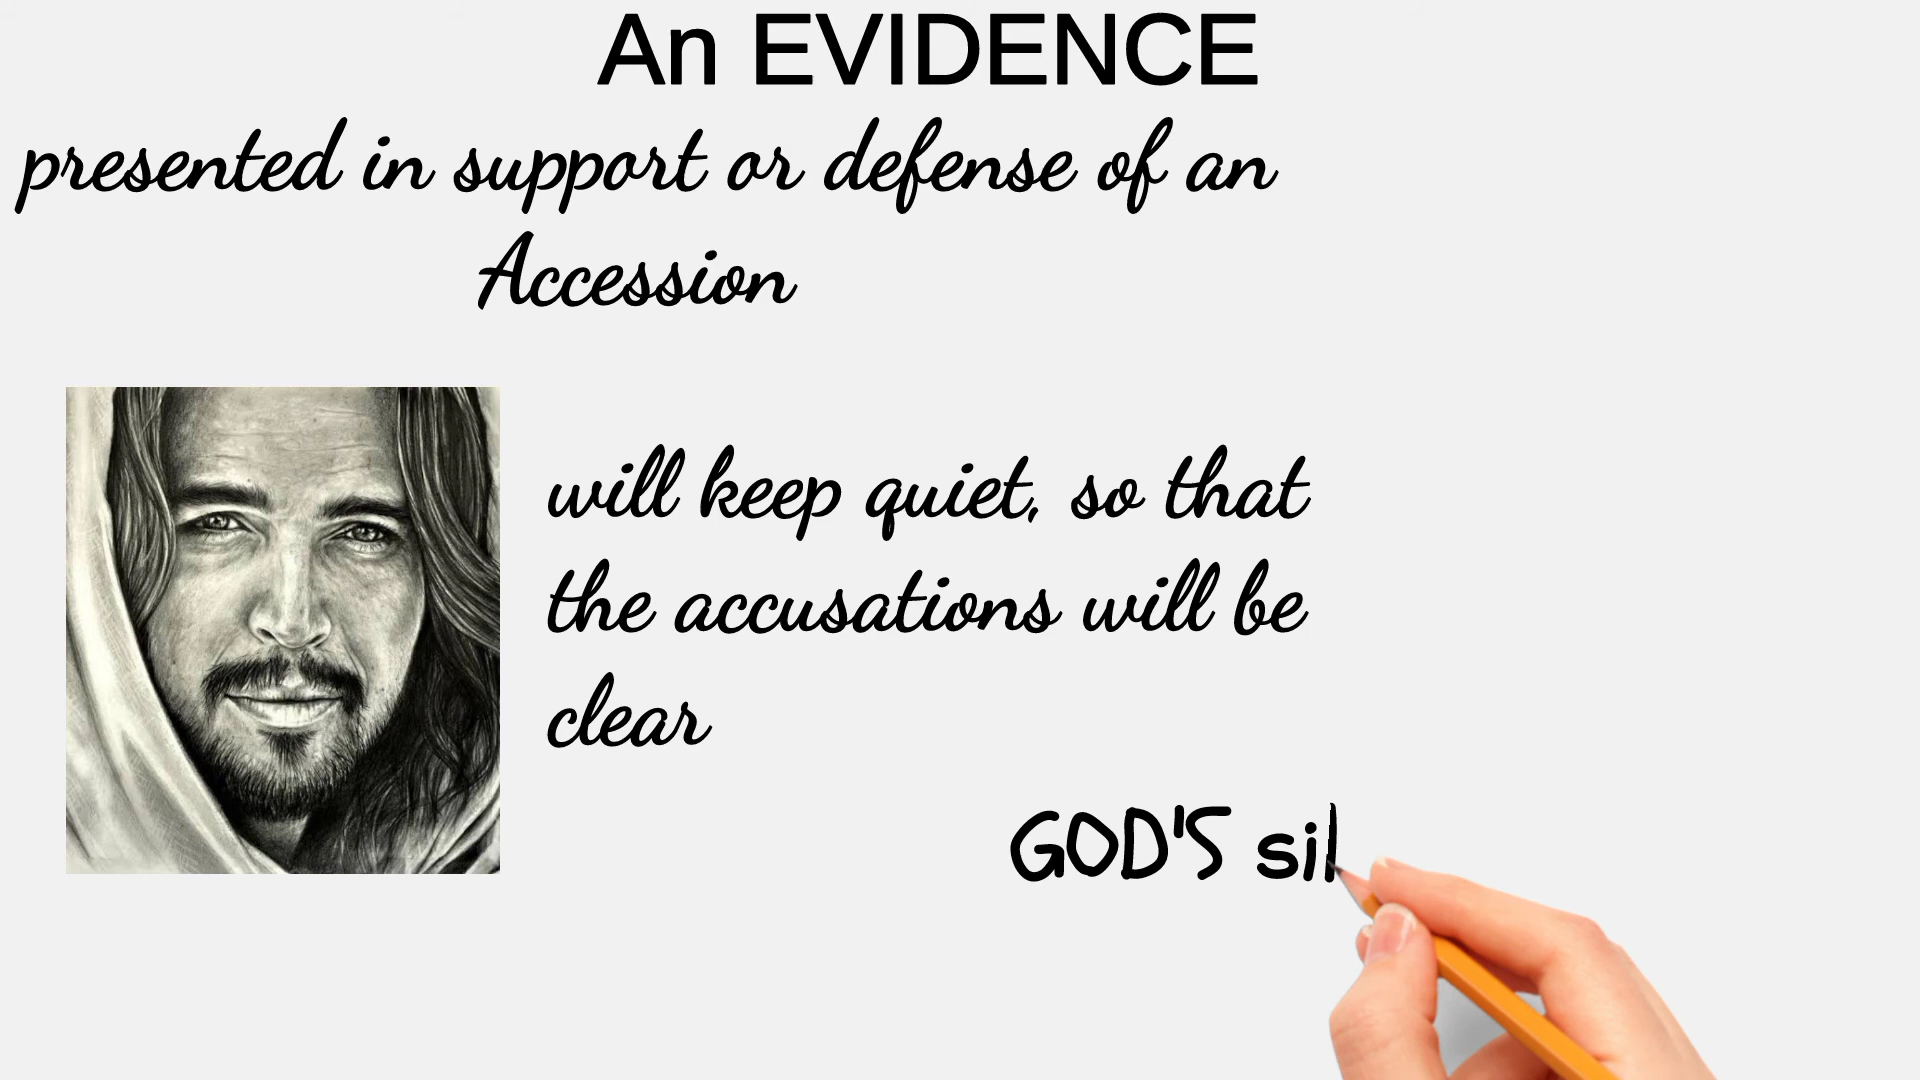 An EVIDENCE
presented in support or defense of an
Accession
will keep quiet, so that
the accusations will be
clear
GOD'S sil